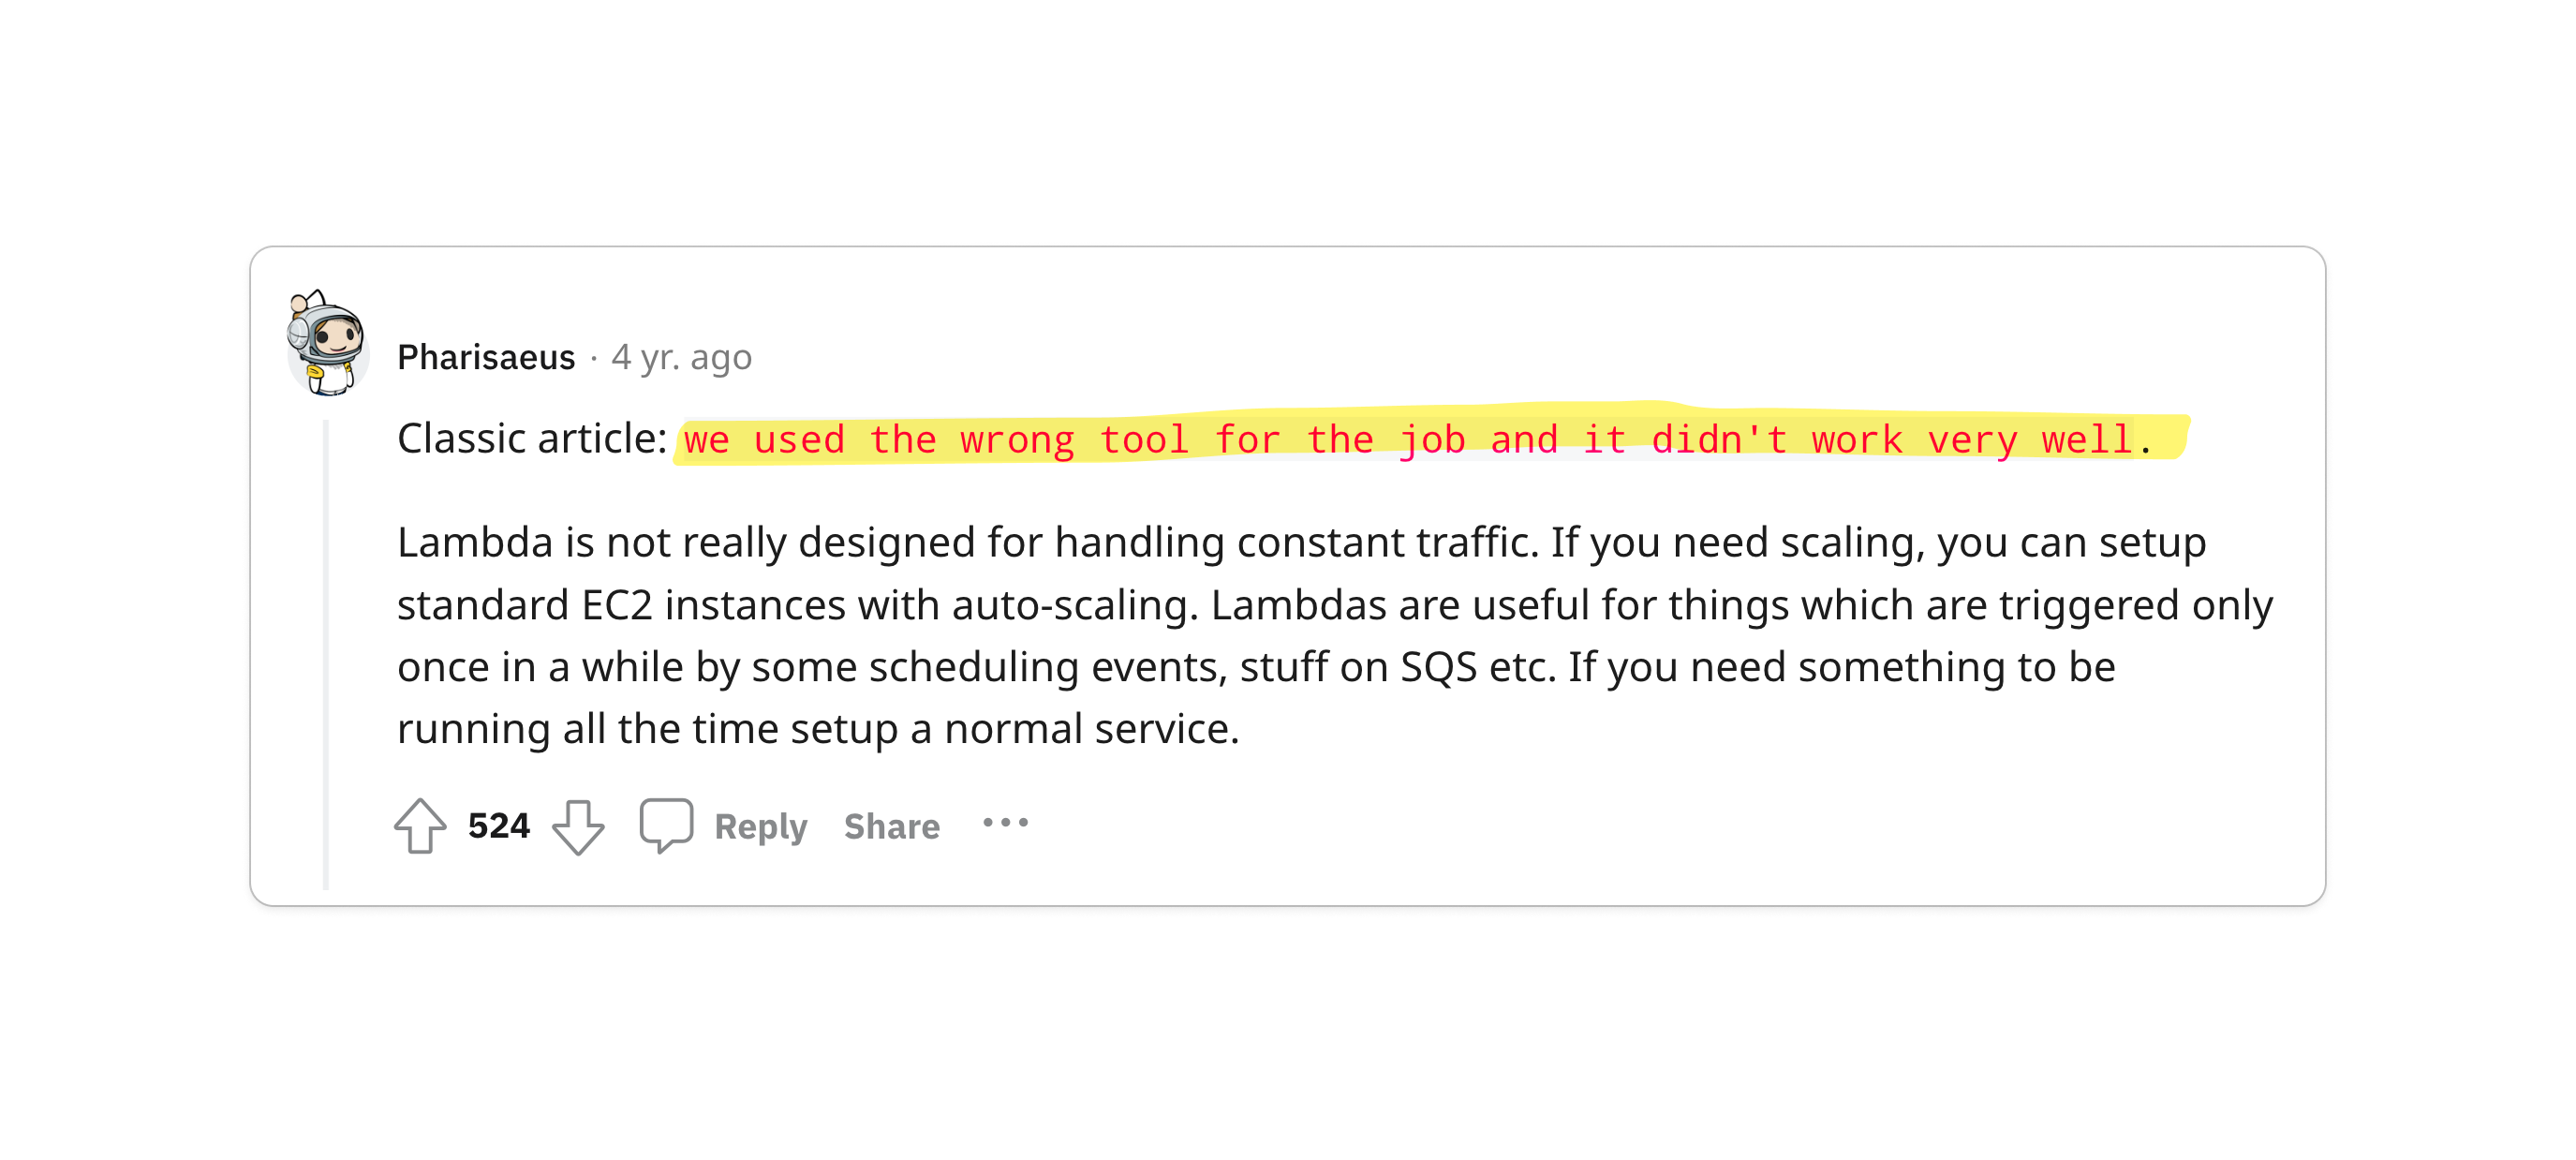 Pharisaeus · 4 yr. ago
Classic article: we used the wrong tool for the job and it didn't work very well.
Lambda is not really designed for handling constant traffic. If you need scaling, you can setup
standard EC2 instances with auto-scaling. Lambdas are useful for things which are triggered only
once in a while by some scheduling events, stuff on SQS etc. If you need something to be
running all the time setup a normal service.
524 Reply Share ...